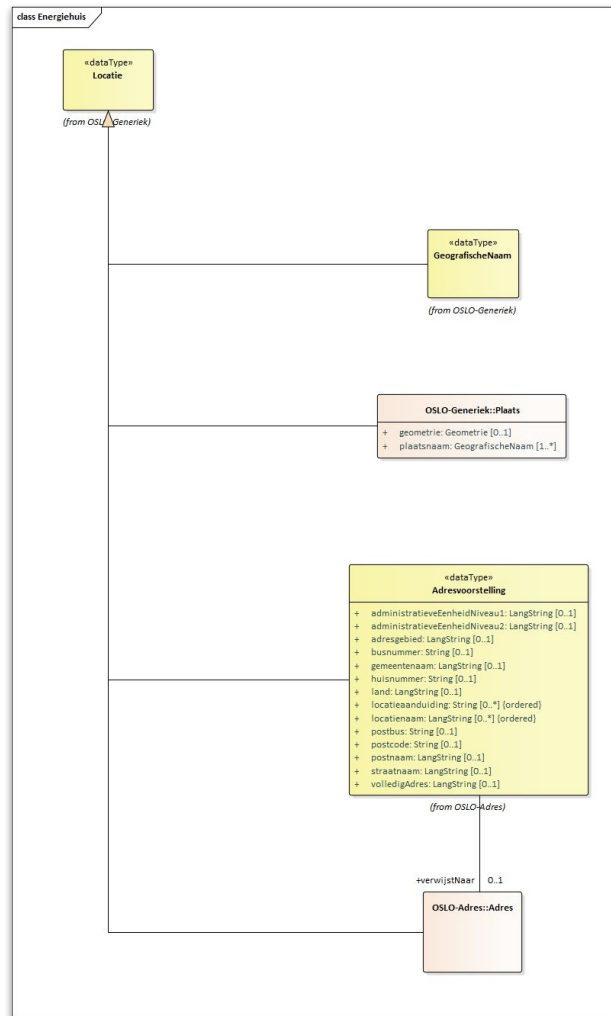 class Energiehuis
«dataType»
Locatie
(from OSLO-Generiek)
«dataType»
GeografischeNaam
(from OSLO-Generiek)
OSLO-Generiek::Plaats
+ geometrie: Geometrie [0..1]
+ plaatsnaam: GeografischeNaam [1..*]
«dataType»
Adresvoorstelling
+ administratieveEenheidNiveau1: LangString [0..1]
+ administratieveEenheidNiveau2: LangString [0..1]
+ adresgebied: LangString [0..1]
+ busnummer: String [0..1]
+ gemeentenaam: LangString [0..1]
+ huisnummer: String [0..1]
+ land: LangString [0..1]
+ locatieaanduiding: String [0..*] {ordered}
+ locatienaam: LangString [0..*] {ordered}
+ postbus: String [0..1]
+ postcode: String [0..1]
+ postnaam: LangString [0..1]
+ straatnaam: LangString [0..1]
+ volledigAdres: LangString [0..1]
(from OSLO-Adres)
+verwijstNaar 0..1
OSLO-Adres::Adres